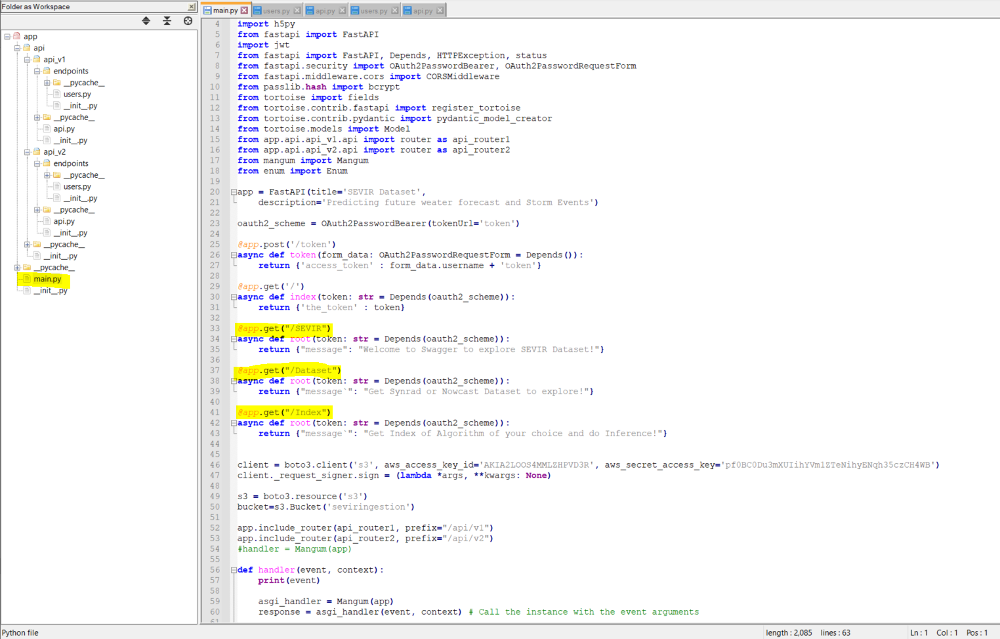 Folder as Workspace
app
api
api_v1
endpoints
__pycache__
users.py
__init__.py
__pycache__
api.py
__init__.py
api_v2
endpoints
__pycache__
users.py
__init__.py
__pycache__
api.py
__init__.py
__pycache__
__init__.py
__pycache__
main.py
__init__.py
main.py users.py api.py users.py api.py
4 import h5py
5 from fastapi import FastAPI
6 import jwt
7 from fastapi import FastAPI, Depends, HTTPException, status
8 from fastapi.security import OAuth2PasswordBearer, OAuth2PasswordRequestForm
9 from fastapi.middleware.cors import CORSMiddleware
10 from passlib.hash import bcrypt
11 from tortoise import fields
12 from tortoise.contrib.fastapi import register_tortoise
13 from tortoise.contrib.pydantic import pydantic_model_creator
14 from tortoise.models import Model
15 from app.api.api_v1.api import router as api_router1
16 from app.api.api_v2.api import router as api_router2
17 from mangum import Mangum
18 from enum import Enum
19
20 app = FastAPI(title='SEVIR Dataset',
21     description='Predicting future weater forecast and Storm Events')
22
23 oauth2_scheme = OAuth2PasswordBearer(tokenUrl='token')
24
25 @app.post('/token')
26 async def token(form_data: OAuth2PasswordRequestForm = Depends()):
27     return {'access_token' : form_data.username + 'token'}
28
29 @app.get('/')
30 async def index(token: str = Depends(oauth2_scheme)):
31     return {'the_token' : token}
32
33 @app.get("/SEVIR")
34 async def root(token: str = Depends(oauth2_scheme)):
35     return {"message": "Welcome to Swagger to explore SEVIR Dataset!"}
36
37 @app.get("/Dataset")
38 async def root(token: str = Depends(oauth2_scheme)):
39     return {"message`": "Get Synrad or Nowcast Dataset to explore!"}
40
41 @app.get("/Index")
42 async def root(token: str = Depends(oauth2_scheme)):
43     return {"message`": "Get Index of Algorithm of your choice and do Inference!"}
44
45
46 client = boto3.client('s3', aws_access_key_id='AKIA2LOOS4MMLZHPVD3R', aws_secret_access_key='pf0BC0Du3mXUIihYVm1ZTeNihyENqh35czCH4WB')
47 client._request_signer.sign = (lambda *args, **kwargs: None)
48
49 s3 = boto3.resource('s3')
50 bucket=s3.Bucket('seviringestion')
51
52 app.include_router(api_router1, prefix="/api/v1")
53 app.include_router(api_router2, prefix="/api/v2")
54 #handler = Mangum(app)
55
56 def handler(event, context):
57     print(event)
58
59     asgi_handler = Mangum(app)
60     response = asgi_handler(event, context) # Call the instance with the event arguments
61
Python file length : 2,085 lines : 63 Ln : 1 Col : 1 Pos : 1